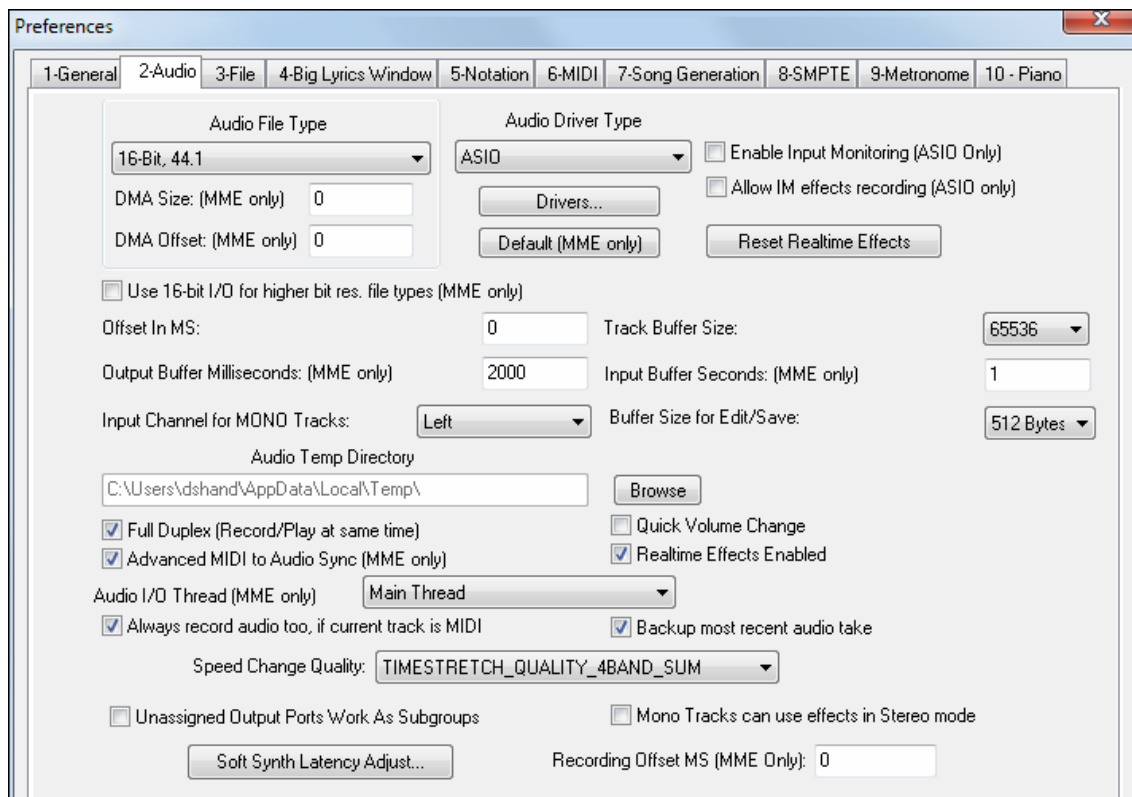 Preferences
1-General 2-Audio 3-File 4-Big Lyrics Window 5-Notation 6-MIDI 7-Song Generation 8-SMPTE 9-Metronome 10 - Piano
Audio File Type
16-Bit, 44.1
DMA Size: (MME only) 0
DMA Offset: (MME only) 0
Audio Driver Type
ASIO
Drivers...
Default (MME only)
Enable Input Monitoring (ASIO Only)
Allow IM effects recording (ASIO only)
Reset Realtime Effects
Use 16-bit I/O for higher bit res. file types (MME only)
Offset In MS: 0 Track Buffer Size: 65536
Output Buffer Milliseconds: (MME only) 2000 Input Buffer Seconds: (MME only) 1
Input Channel for MONO Tracks: Left Buffer Size for Edit/Save: 512 Bytes
Audio Temp Directory
C:\Users\dshand\AppData\Local\Temp\ Browse
Full Duplex (Record/Play at same time) Quick Volume Change
Advanced MIDI to Audio Sync (MME only) Realtime Effects Enabled
Audio I/O Thread (MME only) Main Thread
Always record audio too, if current track is MIDI Backup most recent audio take
Speed Change Quality: TIMESTRETCH_QUALITY_4BAND_SUM
Unassigned Output Ports Work As Subgroups Mono Tracks can use effects in Stereo mode
Soft Synth Latency Adjust... Recording Offset MS (MME Only): 0